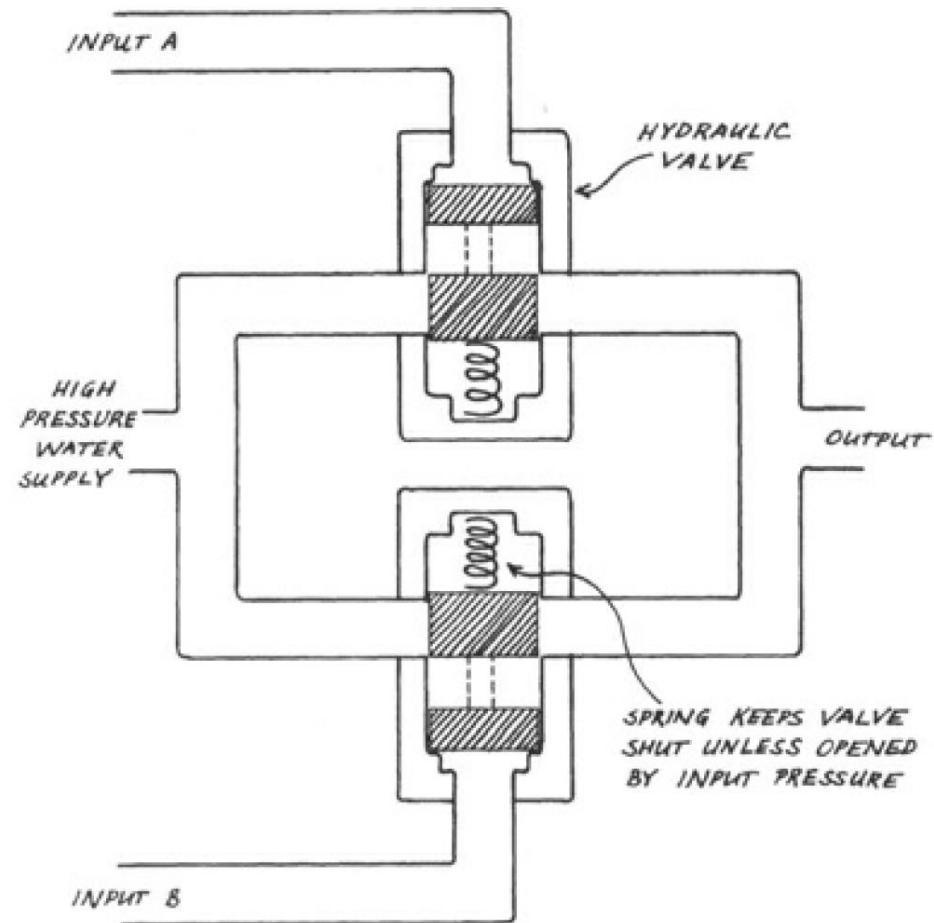 INPUT A
HYDRAULIC
VALVE
HIGH
PRESSURE
WATER
SUPPLY
OUTPUT
SPRING KEEPS VALVE
SHUT UNLESS OPENED
BY INPUT PRESSURE
INPUT B